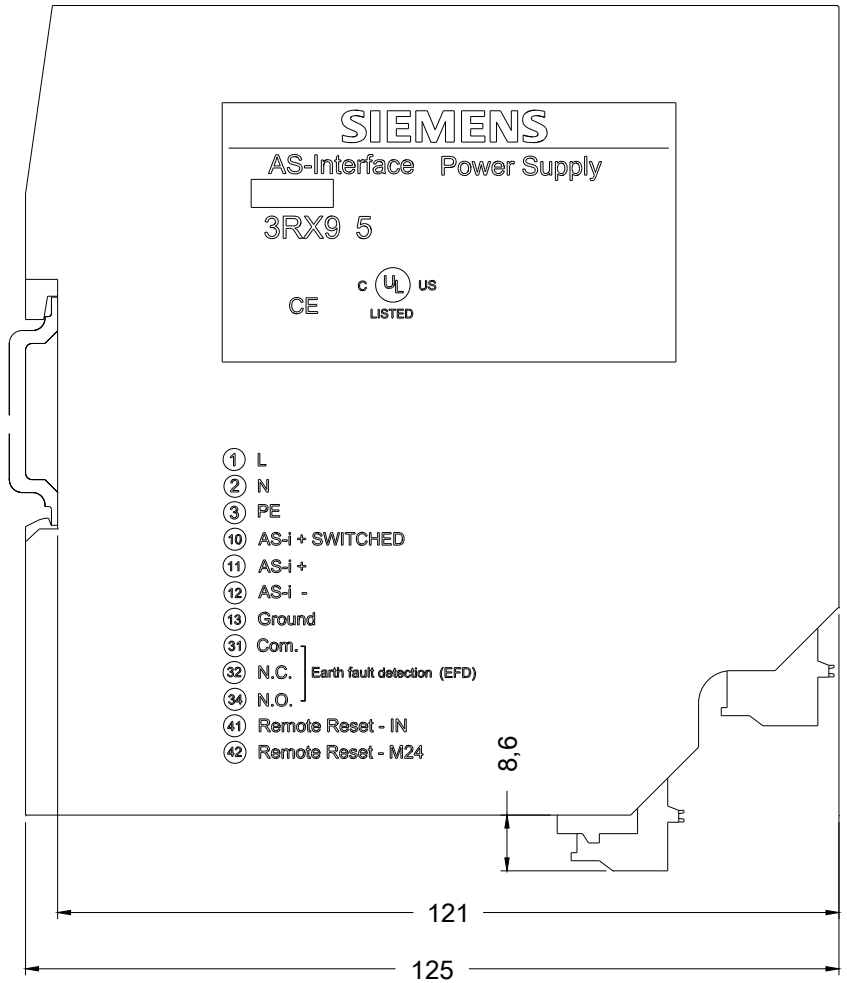 SIEMENS
AS-Interface Power Supply
3RX9 5
C UL US
LISTED
CE
1 L
2 N
3 PE
10 AS-i + SWITCHED
11 AS-i +
12 AS-i -
13 Ground
31 Com.
32 N.C. Earth fault detection (EFD)
34 N.O.
41 Remote Reset - IN
42 Remote Reset - M24
8,6
121
125